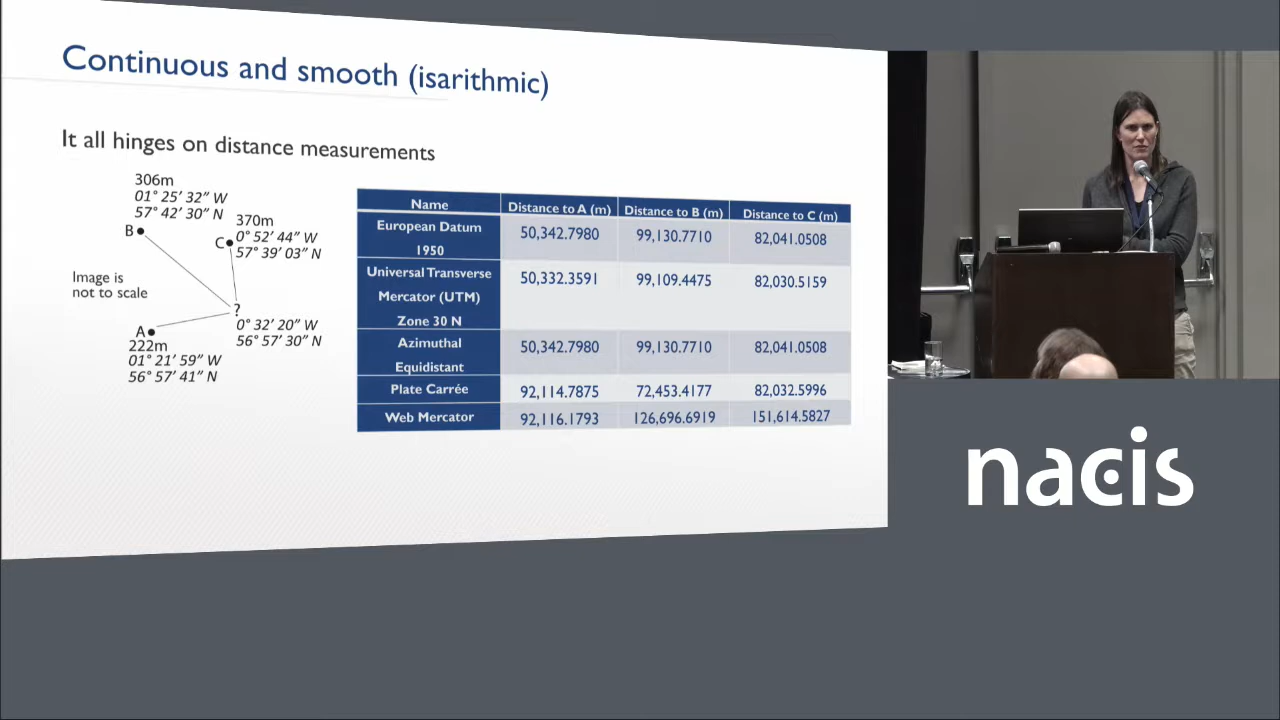 Continuous and smooth (isarithmic)
It all hinges on distance measurements
306m
01° 25′ 32″ W
57° 42′ 30″ N
B
370m
C
0° 52′ 44″ W
57° 39′ 03″ N
Image is
not to scale
?
0° 32′ 20″ W
56° 57′ 30″ N
A
222m
01° 21′ 59″ W
56° 57′ 41″ N
Name Distance to A (m) Distance to B (m) Distance to C (m)
European Datum
1950
50,342.7980 99,130.7710 82,041.0508
Universal Transverse
Mercator (UTM)
Zone 30 N
50,332.3591 99,109.4475 82,030.5159
Azimuthal
Equidistant
50,342.7980 99,130.7710 82,041.0508
Plate Carrée 92,114.7875 72,453.4177 82,032.5996
Web Mercator 92,116.1793 126,696.6919 151,614.5827
nacis